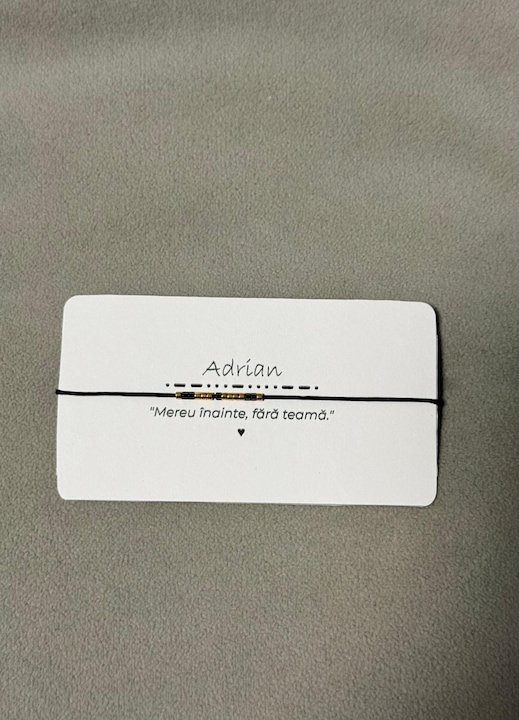 Adrian
"Mereu înainte, fără teamă."
♥